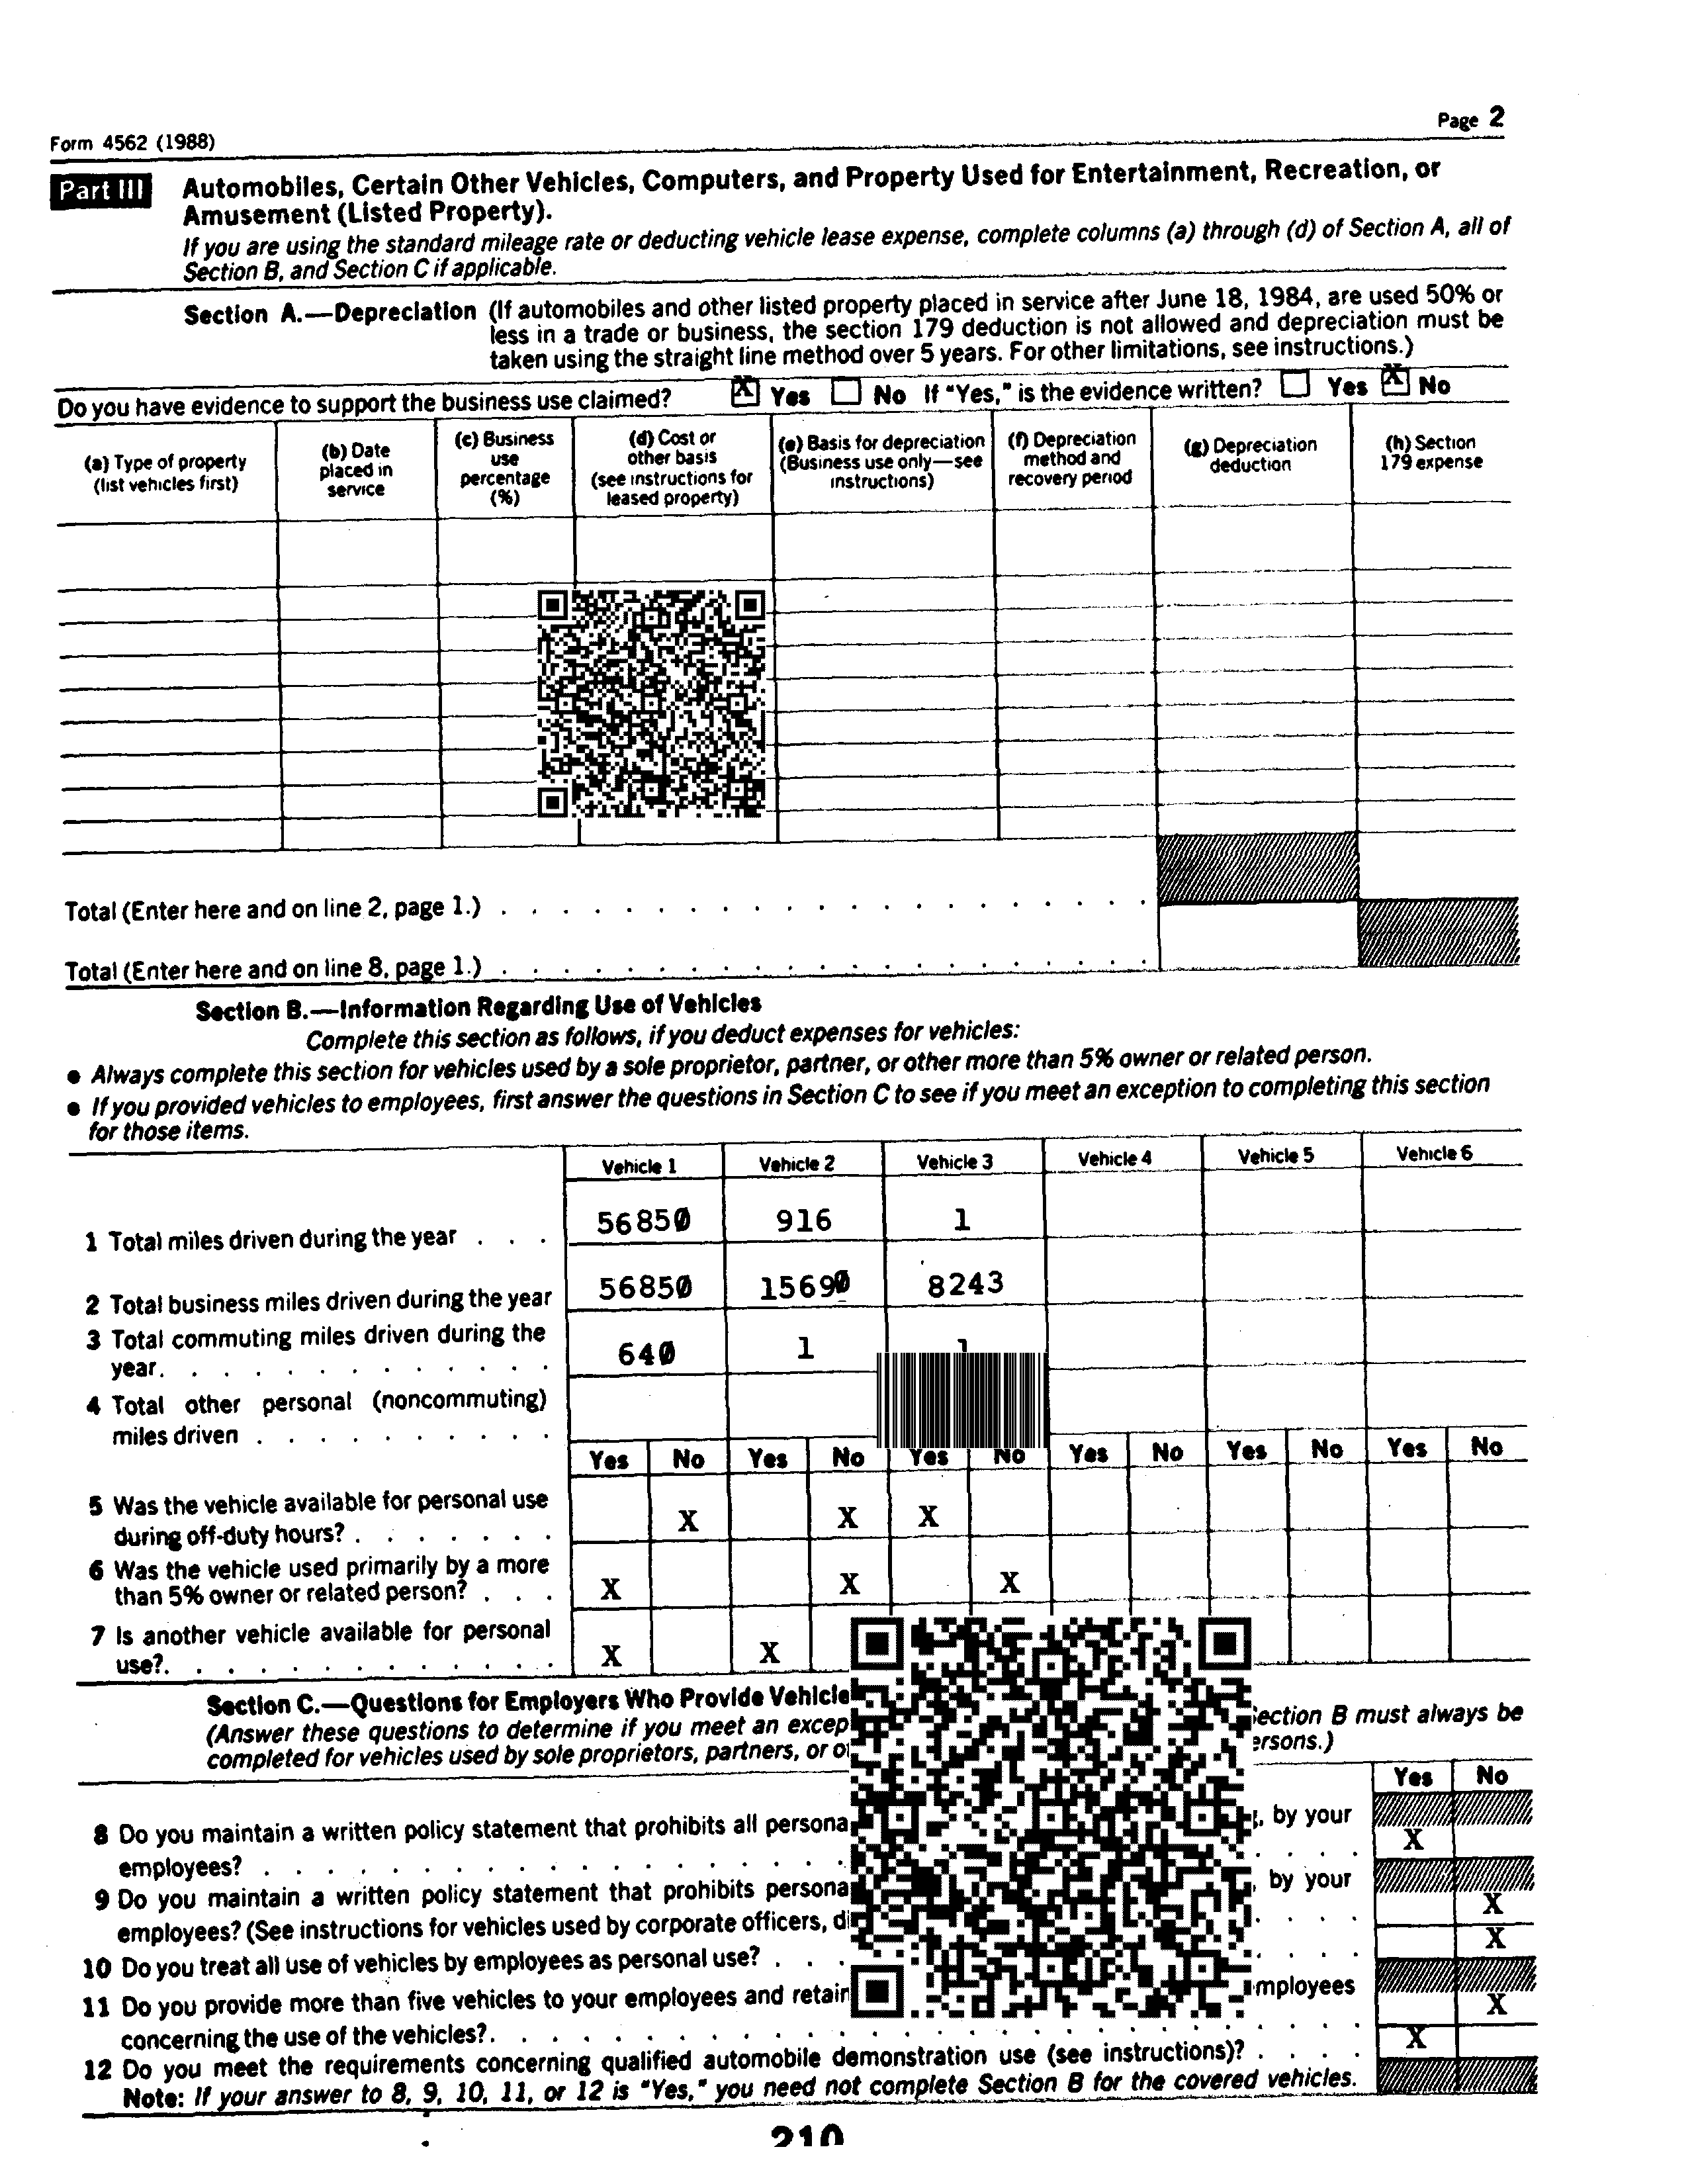 Form 4562 (1988)
Page 2
Part III
Automobiles, Certain Other Vehicles, Computers, and Property Used for Entertainment, Recreation, or
Amusement (Listed Property).
If you are using the standard mileage rate or deducting vehicle lease expense, complete columns (a) through (d) of Section A, all of
Section B, and Section C if applicable.
Section A.—Depreciation (If automobiles and other listed property placed in service after June 18, 1984, are used 50% or
less in a trade or business, the section 179 deduction is not allowed and depreciation must be
taken using the straight line method over 5 years. For other limitations, see instructions.)
Do you have evidence to support the business use claimed? X Yes No If "Yes," is the evidence written? Yes X No
(a) Type of property
(list vehicles first)
(b) Date
placed in
service
(c) Business
use
percentage
(%)
(d) Cost or
other basis
(see instructions for
leased property)
(e) Basis for depreciation
(Business use only—see
instructions)
(f) Depreciation
method and
recovery period
(g) Depreciation
deduction
(h) Section
179 expense
Total (Enter here and on line 2, page 1.) . . . . . . . . . . . . . . . . . . . . . .
Total (Enter here and on line 8, page 1.) . . . . . . . . . . . . . . . . . . . . . .
Section B.—Information Regarding Use of Vehicles
Complete this section as follows, if you deduct expenses for vehicles:
● Always complete this section for vehicles used by a sole proprietor, partner, or other more than 5% owner or related person.
● If you provided vehicles to employees, first answer the questions in Section C to see if you meet an exception to completing this section
for those items.
Vehicle 1 Vehicle 2 Vehicle 3 Vehicle 4 Vehicle 5 Vehicle 6
1 Total miles driven during the year . . . 56850 916 1
2 Total business miles driven during the year 56850 15690 8243
3 Total commuting miles driven during the
year. . . . . . . . . . . . . 640 1 1
4 Total other personal (noncommuting)
miles driven . . . . . . . . . .
Yes No Yes No Yes No Yes No Yes No Yes No
5 Was the vehicle available for personal use
during off-duty hours? . . . . . . . X X X
6 Was the vehicle used primarily by a more
than 5% owner or related person? . . . X X X
7 Is another vehicle available for personal
use?. . . . . . . . . . . . . X X
Section C.—Questions for Employers Who Provide
(Answer these questions to determine if you meet an Section B must always be
completed for vehicles used by sole proprietors, partners, or
Yes No
8 Do you maintain a written policy statement that prohibits all by your
employees? . . . . . . . . . . . . . . . . X
9 Do you maintain a written policy statement that prohibits by your
employees? (See instructions for vehicles used by corporate officers, . . . . X
10 Do you treat all use of vehicles by employees as personal use? . . . . . . . X
11 Do you provide more than five vehicles to your employees and employees
concerning the use of the vehicles?. . . . . . . . . . . . . . . . . . . . . X
12 Do you meet the requirements concerning qualified automobile demonstration use (see instructions)? . . . . X
Note: If your answer to 8, 9, 10, 11, or 12 is "Yes," you need not complete Section B for the covered vehicles.
210